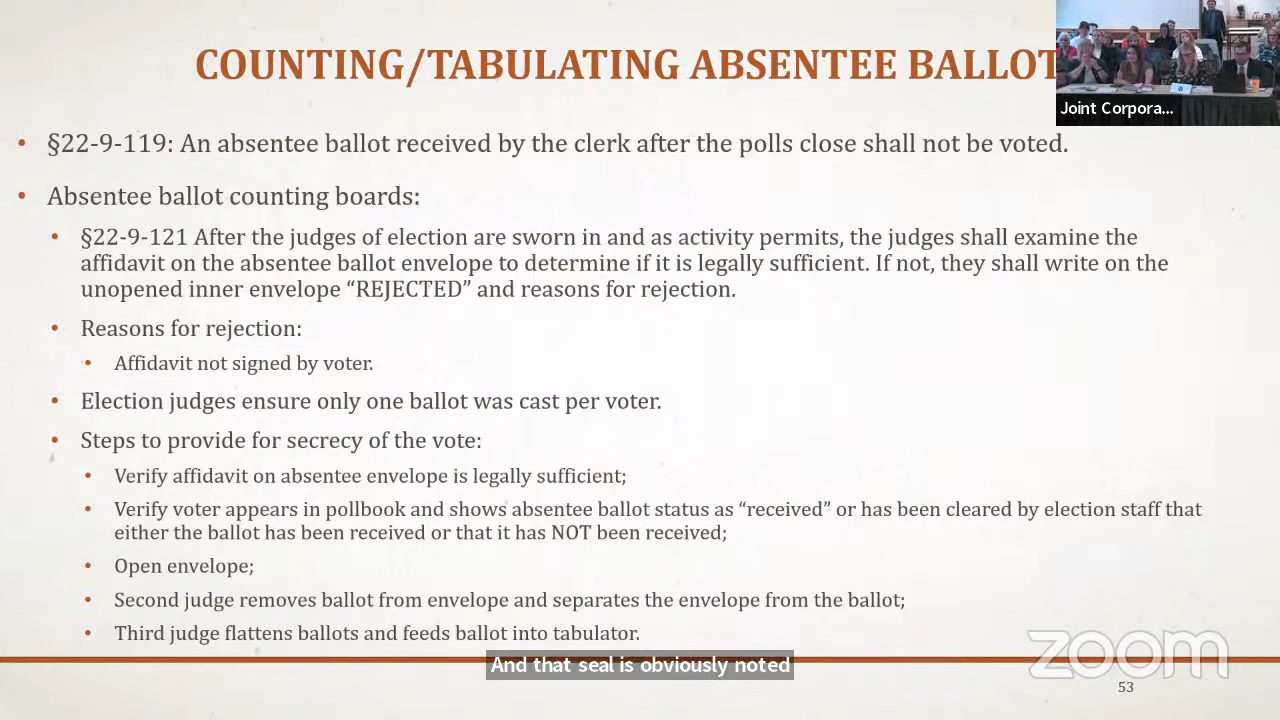 COUNTING/TABULATING ABSENTEE BALLOT
Joint Corpora...
• §22-9-119: An absentee ballot received by the clerk after the polls close shall not be voted.
• Absentee ballot counting boards:
• §22-9-121 After the judges of election are sworn in and as activity permits, the judges shall examine the
affidavit on the absentee ballot envelope to determine if it is legally sufficient. If not, they shall write on the
unopened inner envelope “REJECTED” and reasons for rejection.
• Reasons for rejection:
• Affidavit not signed by voter.
• Election judges ensure only one ballot was cast per voter.
• Steps to provide for secrecy of the vote:
• Verify affidavit on absentee envelope is legally sufficient;
• Verify voter appears in pollbook and shows absentee ballot status as “received” or has been cleared by election staff that
either the ballot has been received or that it has NOT been received;
• Open envelope;
• Second judge removes ballot from envelope and separates the envelope from the ballot;
• Third judge flattens ballots and feeds ballot into tabulator.
zoom
And that seal is obviously noted
53